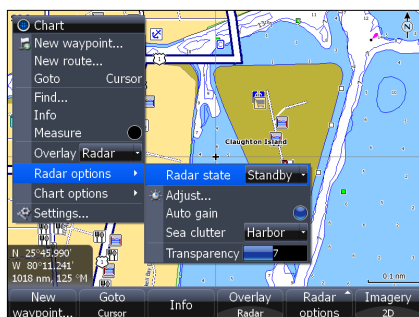 Chart
New waypoint...
New route...
Goto Cursor
Find...
Info
Measure
Overlay Radar
Radar options
Chart options
Settings...
Radar state Standby
Adjust...
Auto gain
Sea clutter Harbor
Transparency 7
Claughton Island
N
1
1
N 25°45.990'
W 80°11.241'
1018 nm, 125 °M
0.1 nm
New waypoint...
Goto Cursor
Info
Overlay Radar
Radar options
Imagery 2D